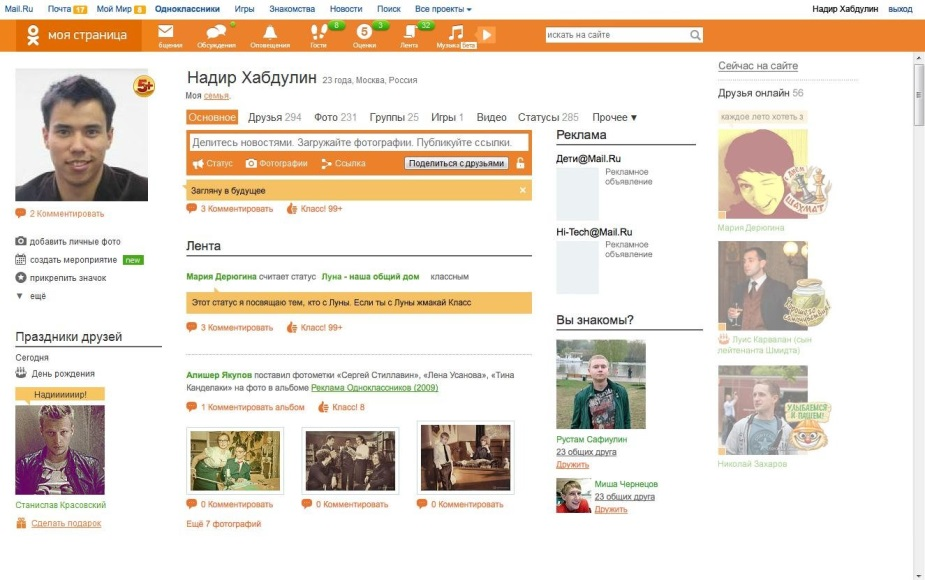 Mail.Ru Почта 17 Мой Мир 8 Одноклассники Игры Знакомства Новости Поиск Все проекты
Надир Хабдулин выход
моя страница
бщения Обсуждения Оповещения Гости 8 Оценки 3 Лента 32 Музыка Beta
искать на сайте
5+
2 Комментировать
добавить личные фото
создать мероприятие new
прикрепить значок
ещё
Праздники друзей
Сегодня
День рождения
Надииииир!
Станислав Красовский
Сделать подарок
Надир Хабдулин 23 года, Москва, Россия
Моя семья.
Основное Друзья 294 Фото 231 Группы 25 Игры 1 Видео Статусы 285 Прочее
Делитесь новостями. Загружайте фотографии. Публикуйте ссылки.
Статус Фотографии Ссылка Поделиться с друзьями
Загляну в будущее
3 Комментировать Класс! 99+
Лента
Мария Дерюгина считает статус Луна - наша общий дом классным
Этот статус я посвящаю тем, кто с Луны. Если ты с Луны жмакай Класс
3 Комментировать Класс! 99+
Алишер Якупов поставил фотометки «Сергей Стиллавин», «Лена Усанова», «Тина
Канделаки» на фото в альбоме Реклама Одноклассников (2009)
1 Комментировать альбом Класс! 8
0 Комментировать 0 Комментировать 0 Комментировать
Ещё 7 фотографий
Реклама
Дети@Mail.Ru
Рекламное
объявление
Hi-Tech@Mail.Ru
Рекламное
объявление
Вы знакомы?
Рустам Сафиулин
23 общих друга
Дружить
Миша Чернецов
23 общих друга
Дружить
Сейчас на сайте
Друзья онлайн 56
каждое лето хотеть з
ДНЕМ
ШАХМАТ
Мария Дерюгина
Луис Каравлан (сын
лейтенанта Шмидта)
УЛЫБАЕМСЯ
И ПАШЕМ!
Николай Захаров